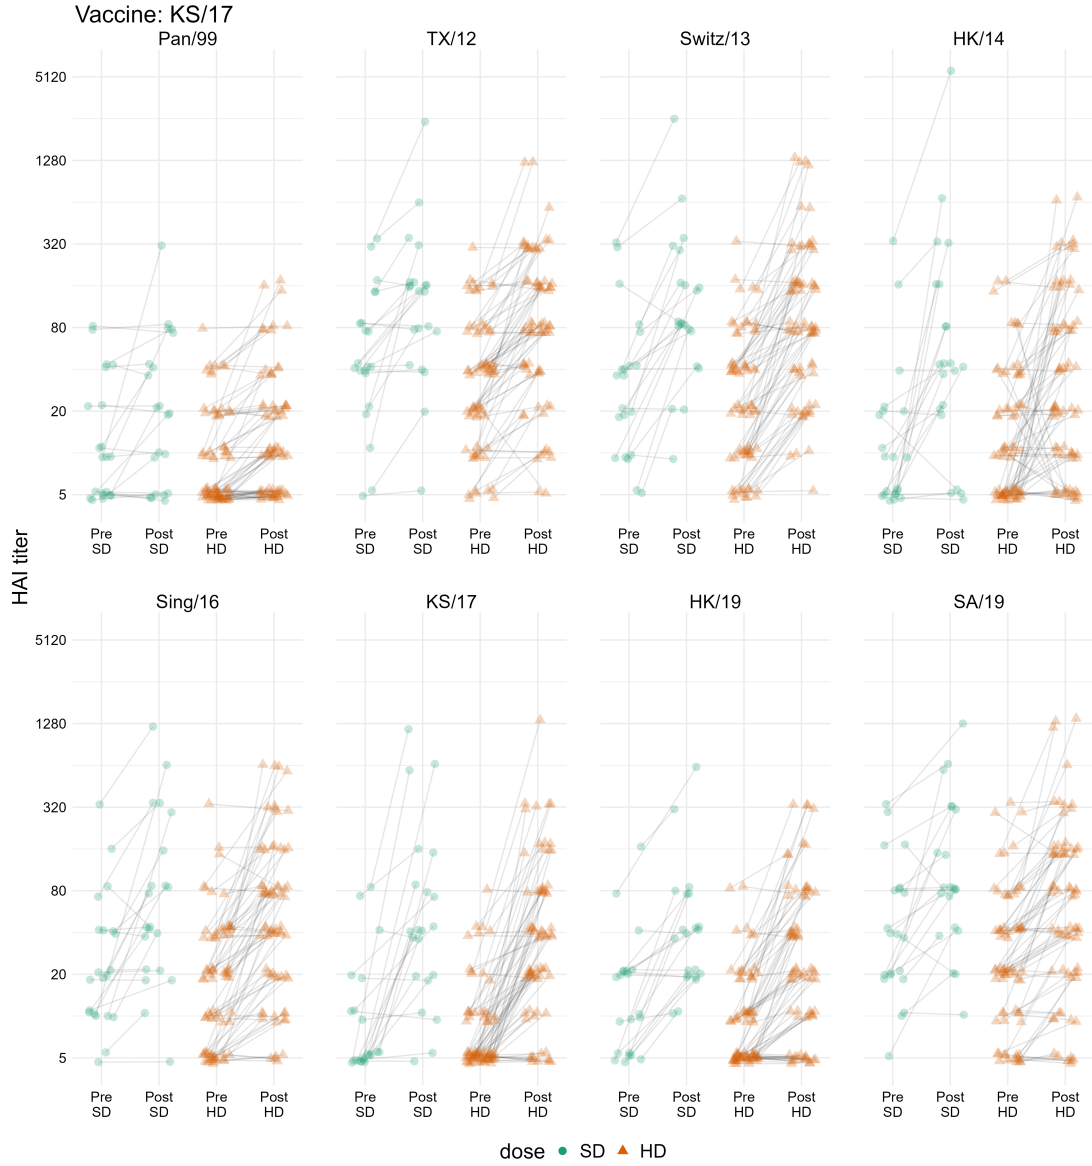 Vaccine: KS/17
Pan/99 TX/12 Switz/13 HK/14
5120
1280
320
80
20
5
Pre Post Pre Post Pre Post Pre Post Pre Post Pre Post Pre Post Pre Post
SD SD HD HD SD SD HD HD SD SD HD HD SD SD HD HD
HAI titer
Sing/16 KS/17 HK/19 SA/19
5120
1280
320
80
20
5
Pre Post Pre Post Pre Post Pre Post Pre Post Pre Post Pre Post Pre Post
SD SD HD HD SD SD HD HD SD SD HD HD SD SD HD HD
dose SD HD